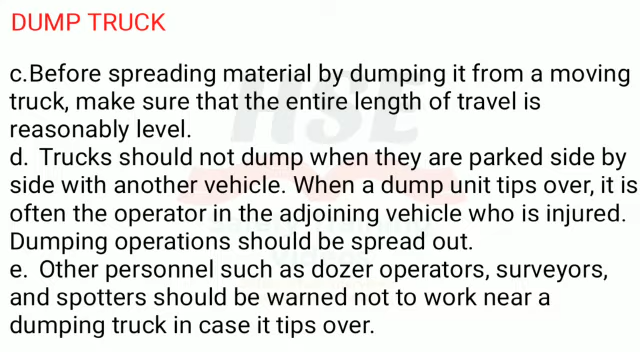 DUMP TRUCK
c.Before spreading material by dumping it from a moving
truck, make sure that the entire length of travel is
reasonably level.
d. Trucks should not dump when they are parked side by
side with another vehicle. When a dump unit tips over, it is
often the operator in the adjoining vehicle who is injured.
Dumping operations should be spread out.
e. Other personnel such as dozer operators, surveyors,
and spotters should be warned not to work near a
dumping truck in case it tips over.